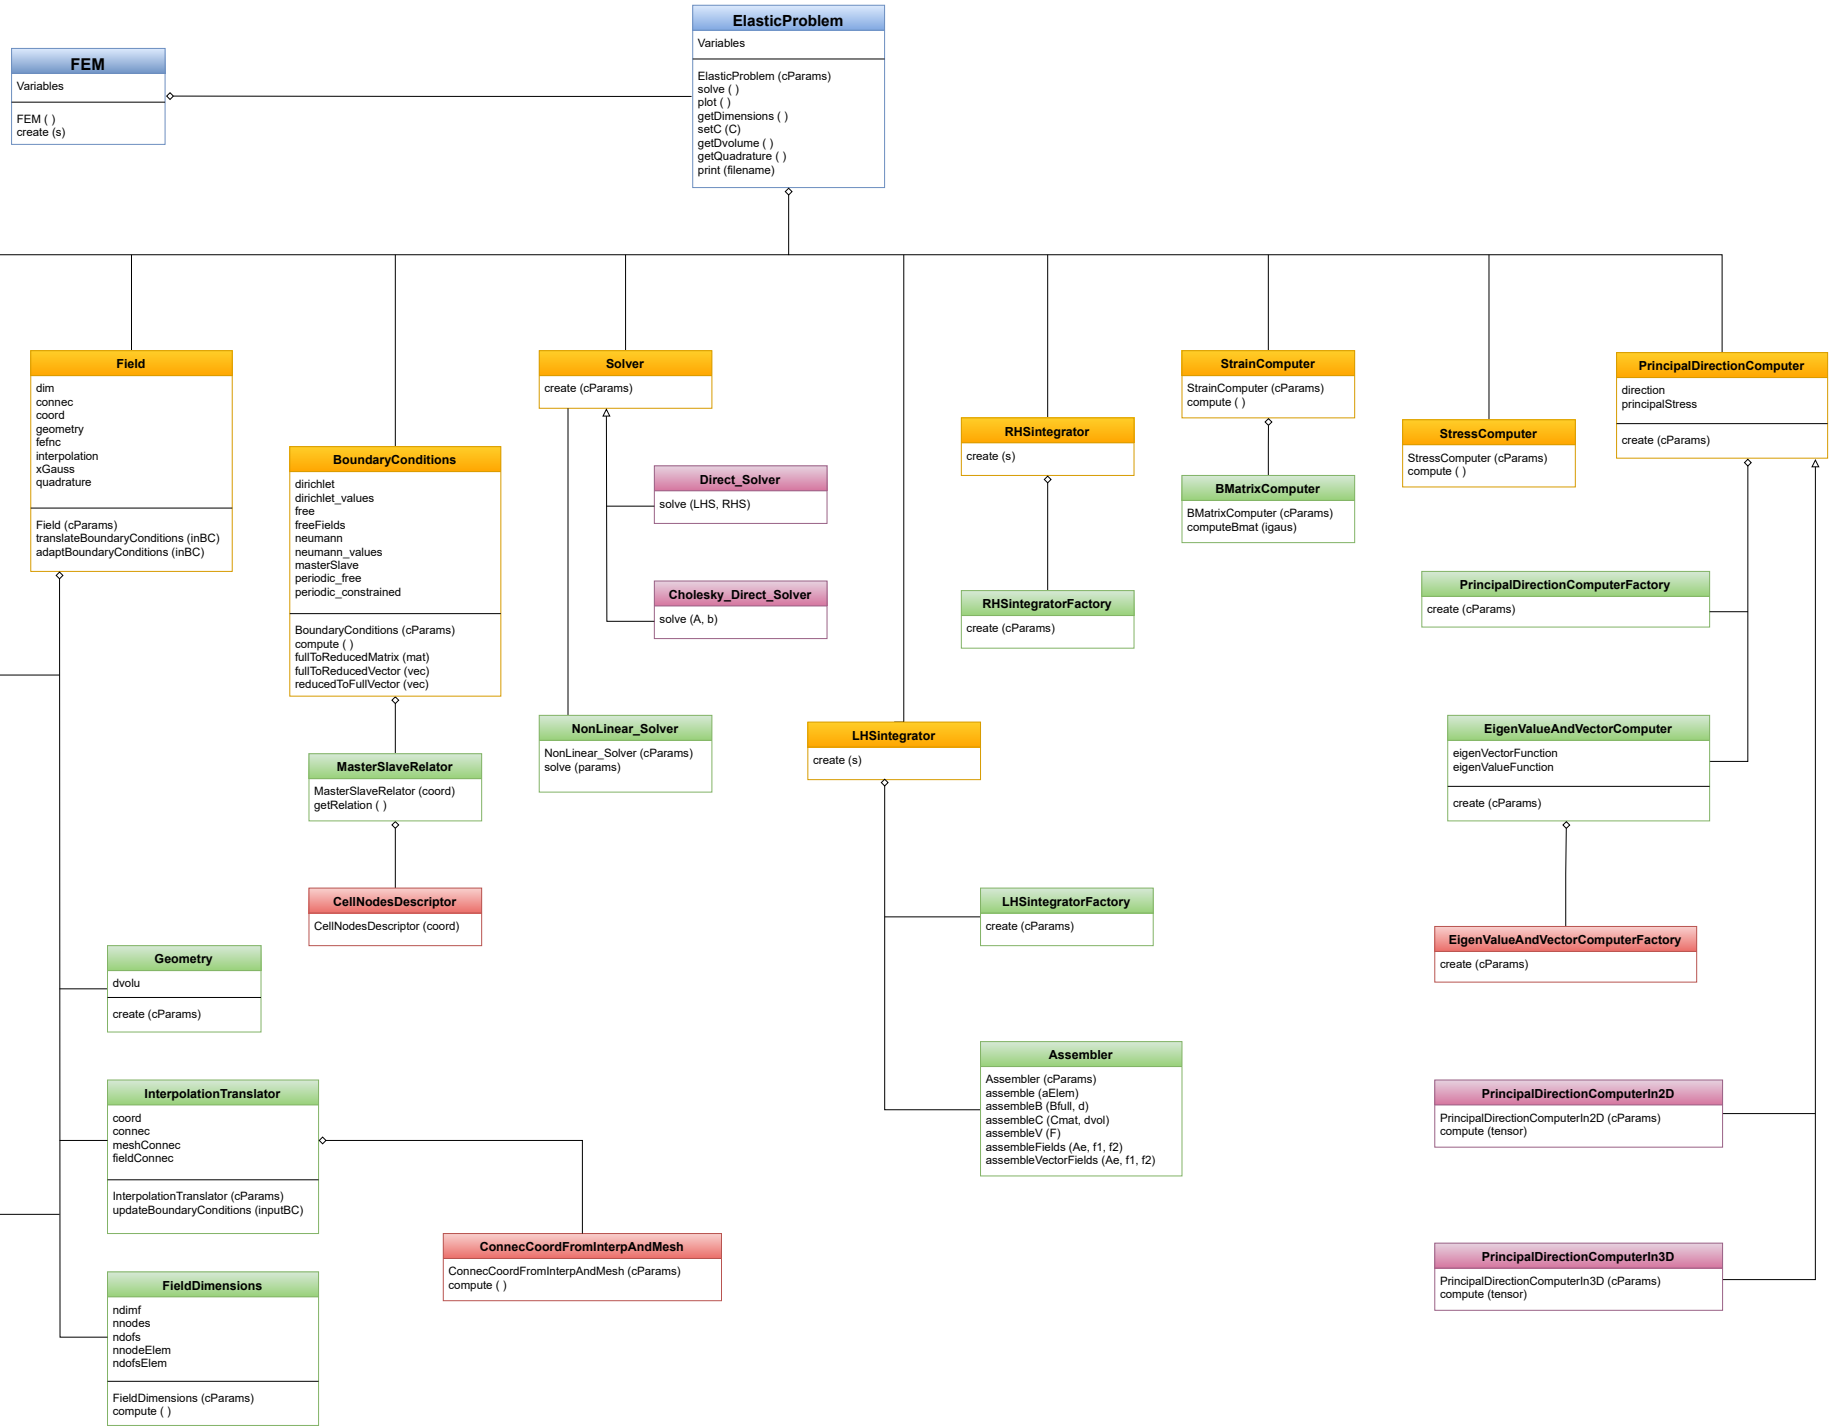 ElasticProblem
Variables
ElasticProblem (cParams)
solve ( )
plot ( )
getDimensions ( )
setC (C)
getDvolume ( )
getQuadrature ( )
print (filename)
FEM
Variables
FEM ( )
create (s)
Field
dim
connec
coord
geometry
fefnc
interpolation
xGauss
quadrature
Field (cParams)
translateBoundaryConditions (inBC)
adaptBoundaryConditions (inBC)
BoundaryConditions
dirichlet
dirichlet_values
free
freeFields
neumann
neumann_values
masterSlave
periodic_free
periodic_constrained
BoundaryConditions (cParams)
compute ( )
fullToReducedMatrix (mat)
fullToReducedVector (vec)
reducedToFullVector (vec)
Solver
create (cParams)
Direct_Solver
solve (LHS, RHS)
Cholesky_Direct_Solver
solve (A, b)
NonLinear_Solver
NonLinear_Solver (cParams)
solve (params)
MasterSlaveRelator
MasterSlaveRelator (coord)
getRelation ( )
CellNodesDescriptor
CellNodesDescriptor (coord)
LHSintegrator
create (s)
LHSintegratorFactory
create (cParams)
Assembler
Assembler (cParams)
assemble (aElem)
assembleB (Bfull, d)
assembleC (Cmat, dvol)
assembleV (F)
assembleFields (Ae, f1, f2)
assembleVectorFields (Ae, f1, f2)
RHSintegrator
create (s)
RHSintegratorFactory
create (cParams)
StrainComputer
StrainComputer (cParams)
compute ( )
BMatrixComputer
BMatrixComputer (cParams)
computeBmat (igaus)
StressComputer
StressComputer (cParams)
compute ( )
PrincipalDirectionComputer
direction
principalStress
create (cParams)
PrincipalDirectionComputerFactory
create (cParams)
EigenValueAndVectorComputer
eigenVectorFunction
eigenValueFunction
create (cParams)
EigenValueAndVectorComputerFactory
create (cParams)
PrincipalDirectionComputerIn2D
PrincipalDirectionComputerIn2D (cParams)
compute (tensor)
PrincipalDirectionComputerIn3D
PrincipalDirectionComputerIn3D (cParams)
compute (tensor)
Geometry
dvolu
create (cParams)
InterpolationTranslator
coord
connec
meshConnec
fieldConnec
InterpolationTranslator (cParams)
updateBoundaryConditions (inputBC)
ConnecCoordFromInterpAndMesh
ConnecCoordFromInterpAndMesh (cParams)
compute ( )
FieldDimensions
ndimf
nnodes
ndofs
nnodeElem
ndofsElem
FieldDimensions (cParams)
compute ( )